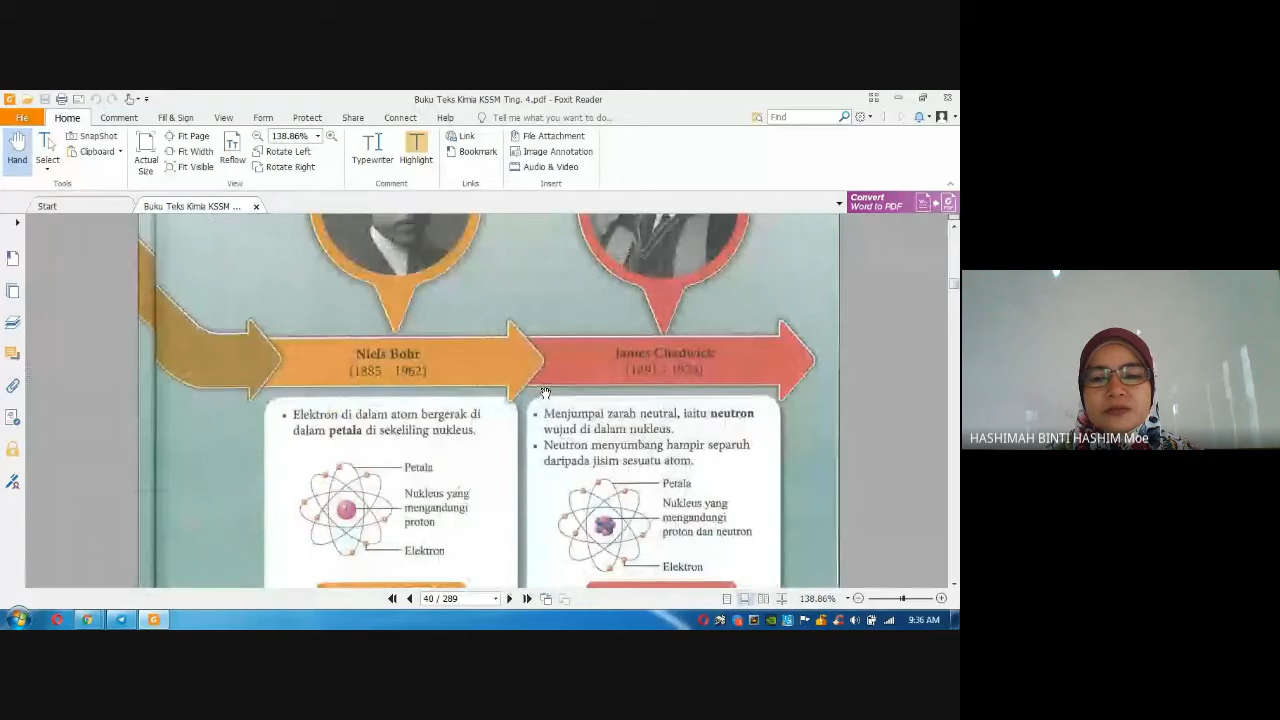 Buku Teks Kimia KSSM Ting. 4.pdf - Foxit Reader
File Home Comment Fill & Sign View Form Protect Share Connect Help Tell me what you want to do... Find
Hand
Select
SnapShot
Clipboard
Tools
Actual Size
Fit Page
Fit Width
Fit Visible
Reflow
138.86%
Rotate Left
Rotate Right
View
Typewriter
Highlight
Comment
Link
Bookmark
Links
File Attachment
Image Annotation
Audio & Video
Insert
Start
Buku Teks Kimia KSSM ...
Convert
Word to PDF
Niels Bohr
(1885 – 1962)
• Elektron di dalam atom bergerak di
dalam petala di sekeliling nukleus.
Petala
Nukleus yang
mengandungi
proton
Elektron
James Chadwick
• Menjumpai zarah neutral, iaitu neutron
wujud di dalam nukleus.
• Neutron menyumbang hampir separuh
daripada jisim sesuatu atom.
Petala
Nukleus yang
mengandungi
proton dan neutron
Elektron
HASHIMAH BINTI HASHIM Moe
40 / 289
138.86%
9:36 AM